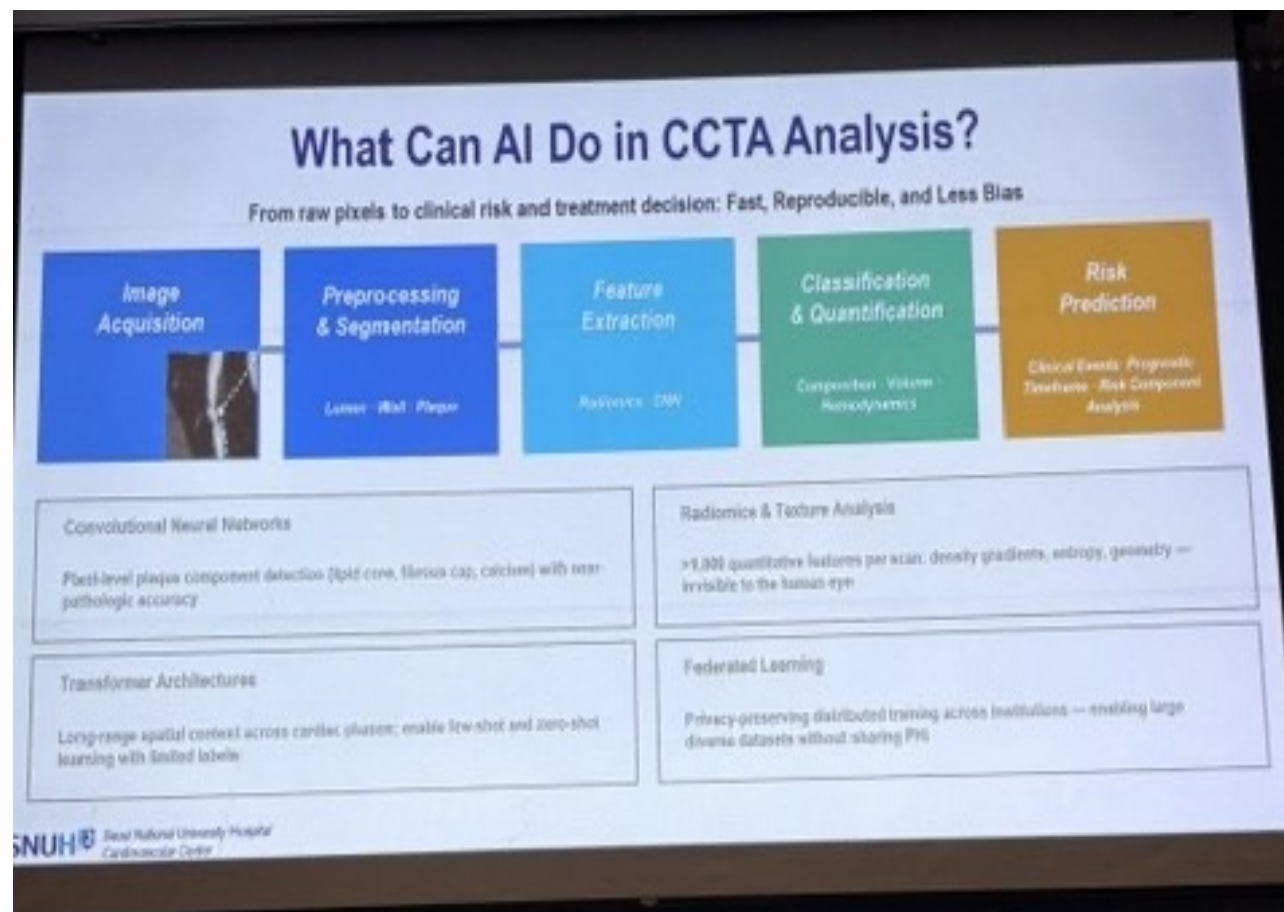 What Can AI Do in CCTA Analysis?
From raw pixels to clinical risk and treatment decision: Fast, Reproducible, and Less Bias
Image
Acquisition
Preprocessing
& Segmentation
Lumen · Wall · Plaque
Feature
Extraction
Radiomics · CNN
Classification
& Quantification
Composition · Volume ·
Hemodynamics
Risk
Prediction
Clinical Events · Prognostic
Timeframe · Risk Component
Analysis
Convolutional Neural Networks
Pixel-level plaque component detection (lipid core, fibrous cap, calcium) with near-
pathologic accuracy
Radiomics & Texture Analysis
quantitative features per scan: density gradients, entropy, geometry —
invisible to the human eye
Transformer Architectures
Long-range spatial context across cardiac phases; enable few-shot and zero-shot
learning with limited labels
Federated Learning
Privacy-preserving distributed training across institutions — enabling large
diverse datasets without sharing PHI
SNUH
Seoul National University Hospital
Cardiovascular Center